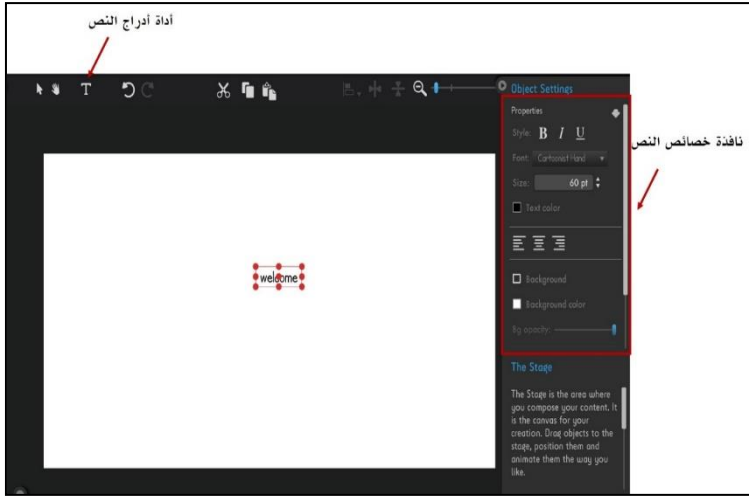 أداة أدراج النص
T
Object Settings
Properties
Style: B I U
نافذة خصائص النص
Font: Cartoonist Hand
Size: 60 pt
Text color
welcome
Background
Background color
Bg opacity:
The Stage
The Stage is the area where
you compose your content. It
is the canvas for your
creation. Drag objects to the
stage, position them and
animate them the way you
like.